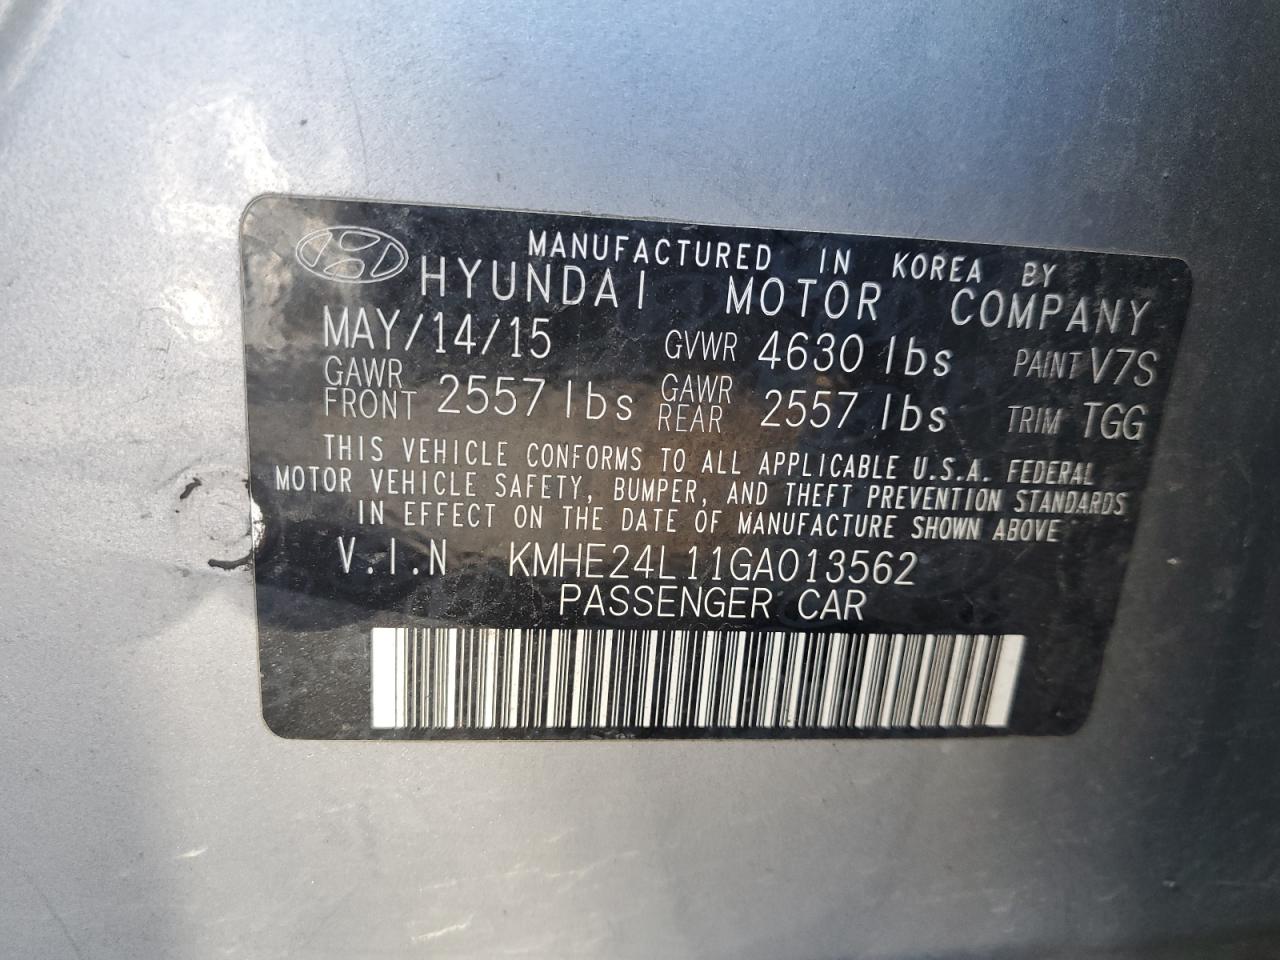 MANUFACTURED IN KOREA BY
HYUNDAI MOTOR COMPANY
MAY/14/15 GVWR 4630 lbs PAINT V7S
GAWR FRONT 2557 lbs GAWR REAR 2557 lbs TRIM TGG
THIS VEHICLE CONFORMS TO ALL APPLICABLE U.S.A. FEDERAL
MOTOR VEHICLE SAFETY, BUMPER, AND THEFT PREVENTION STANDARDS
IN EFFECT ON THE DATE OF MANUFACTURE SHOWN ABOVE
V.I.N KMHE24L11GA013562
PASSENGER CAR